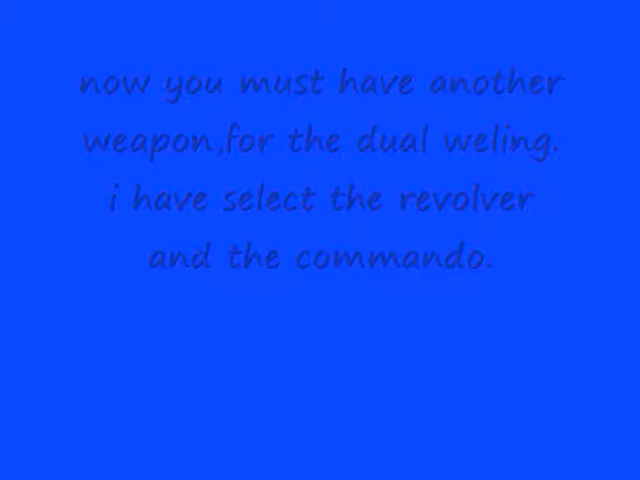 now you must have another
weapon,for the dual weling.
i have select the revolver
and the commando.